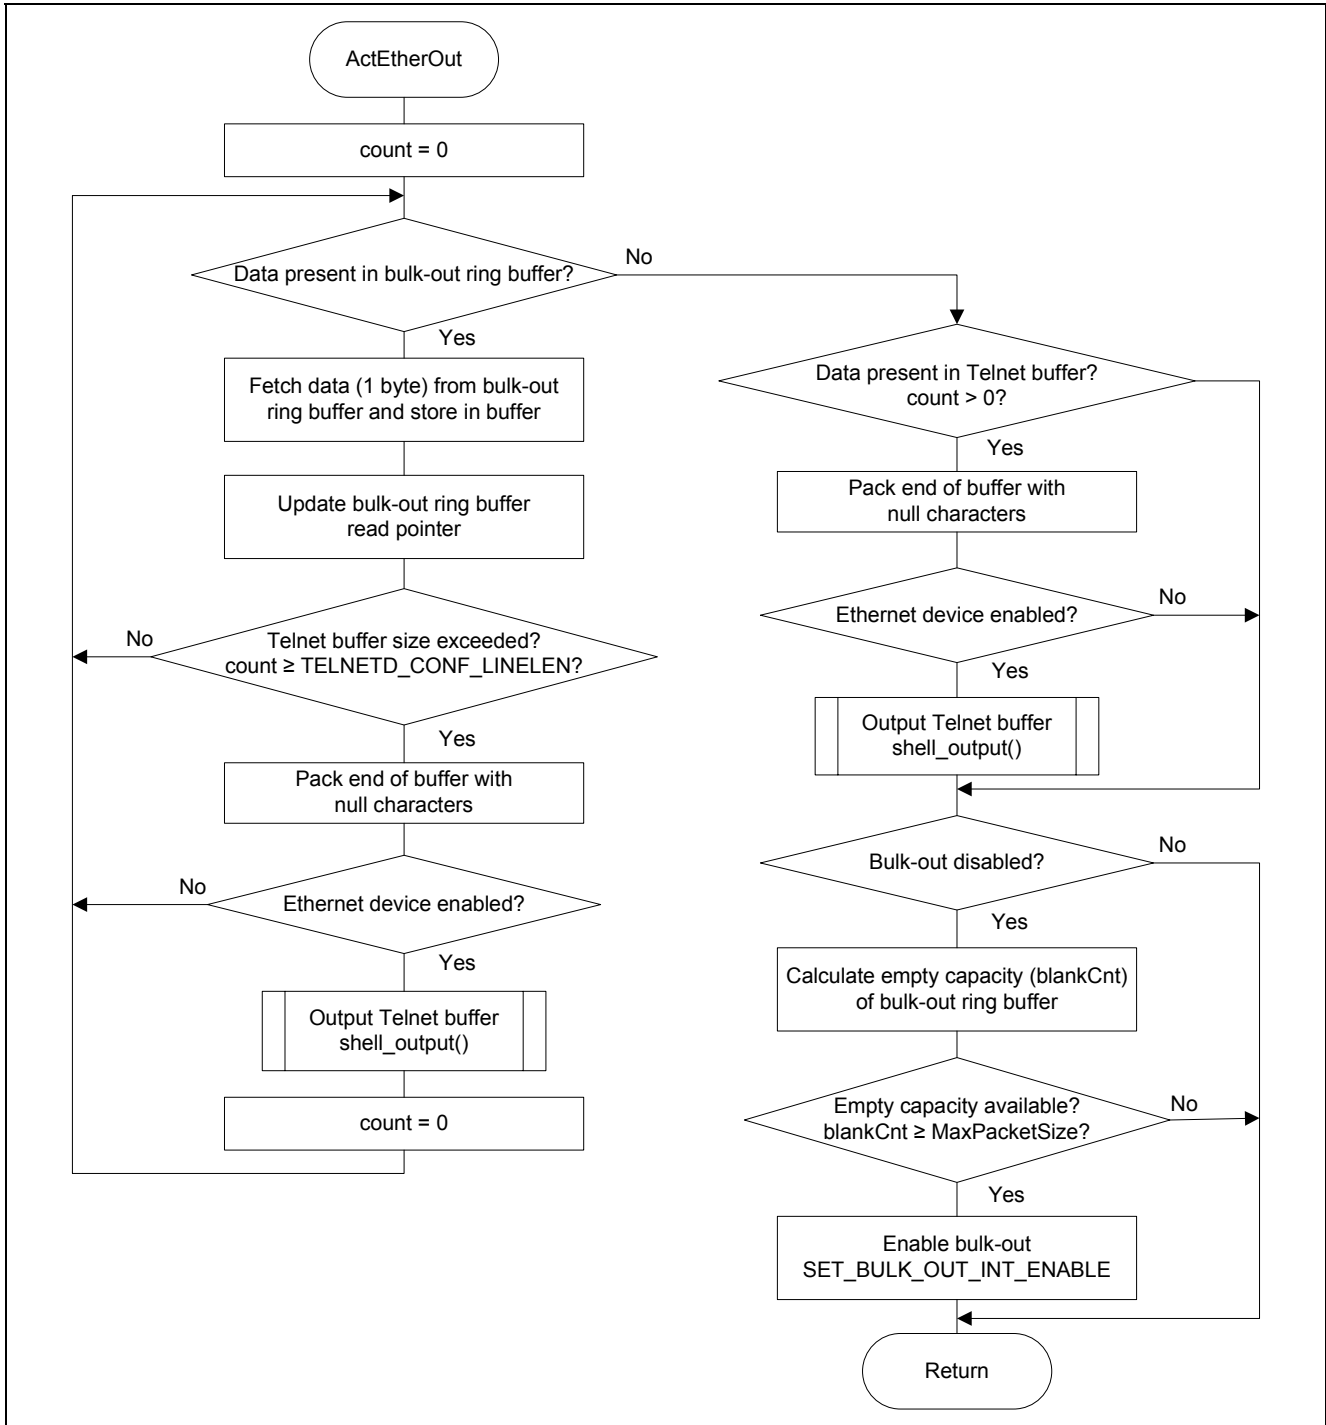 ActEtherOut
count = 0
Data present in bulk-out ring buffer?
No
Yes
Fetch data (1 byte) from bulk-out
ring buffer and store in buffer
Update bulk-out ring buffer
read pointer
Telnet buffer size exceeded?
count ≥ TELNETD_CONF_LINELEN?
No
Yes
Pack end of buffer with
null characters
Ethernet device enabled?
No
Yes
Output Telnet buffer
shell_output()
count = 0
Data present in Telnet buffer?
count > 0?
Yes
Pack end of buffer with
null characters
Ethernet device enabled?
No
Yes
Output Telnet buffer
shell_output()
Bulk-out disabled?
No
Yes
Calculate empty capacity (blankCnt)
of bulk-out ring buffer
Empty capacity available?
blankCnt ≥ MaxPacketSize?
No
Yes
Enable bulk-out
SET_BULK_OUT_INT_ENABLE
Return